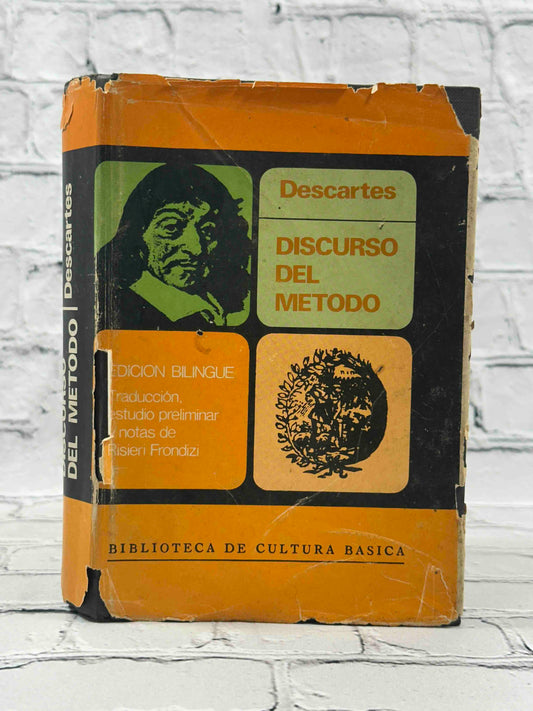 Descartes
DISCURSO
DEL
METODO
EDICION BILINGUE
Traducción,
estudio preliminar
y notas de
Risieri Frondizi
BIBLIOTECA DE CULTURA BASICA
DISCURSO
DEL METODO | Descartes